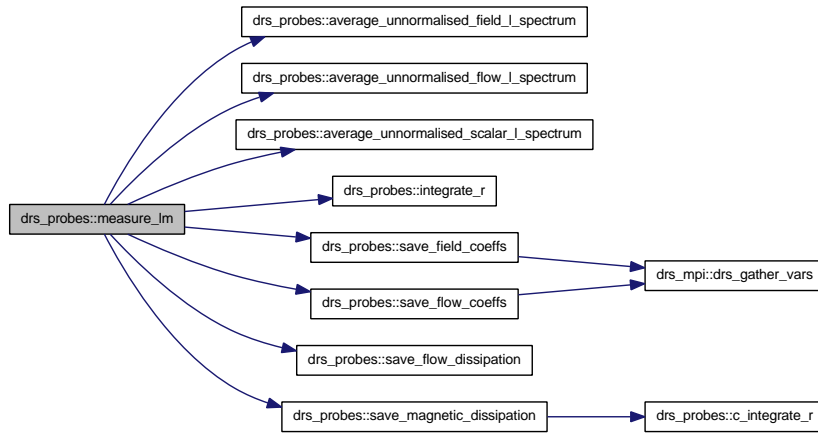 drs_probes::average_unnormalised_field_l_spectrum
drs_probes::average_unnormalised_flow_l_spectrum
drs_probes::average_unnormalised_scalar_l_spectrum
drs_probes::integrate_r
drs_probes::measure_lm
drs_probes::save_field_coeffs
drs_mpi::drs_gather_vars
drs_probes::save_flow_coeffs
drs_probes::save_flow_dissipation
drs_probes::save_magnetic_dissipation
drs_probes::c_integrate_r